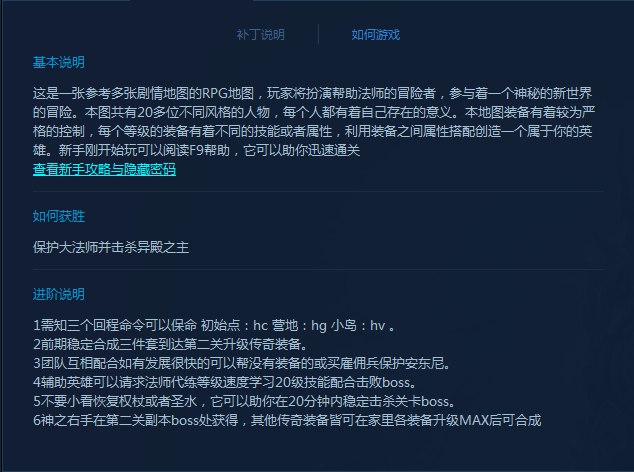 补丁说明 如何游戏
基本说明
这是一张参考多张剧情地图的RPG地图，玩家将扮演帮助法师的冒险者，参与着一个神秘的新世界
的冒险。本图共有20多位不同风格的人物，每个人都有着自己存在的意义。本地图装备有着较为严
格的控制，每个等级的装备有着不同的技能或者属性，利用装备之间属性搭配创造一个属于你的英
雄。新手刚开始玩可以阅读F9帮助，它可以助你迅速通关
查看新手攻略与隐藏密码
如何获胜
保护大法师并击杀异殿之主
进阶说明
1需知三个回程命令可以保命 初始点：hc 营地：hg 小岛：hv 。
2前期稳定合成三件套到达第二关升级传奇装备。
3团队互相配合如有发展很快的可以帮没有装备的或买雇佣兵保护安东尼。
4辅助英雄可以请求法师代练等级速度学习20级技能配合击败boss。
5不要小看恢复权杖或者圣水，它可以助你在20分钟内稳定击杀关卡boss。
6神之右手在第二关副本boss处获得，其他传奇装备皆可在家里各装备升级MAX后可合成